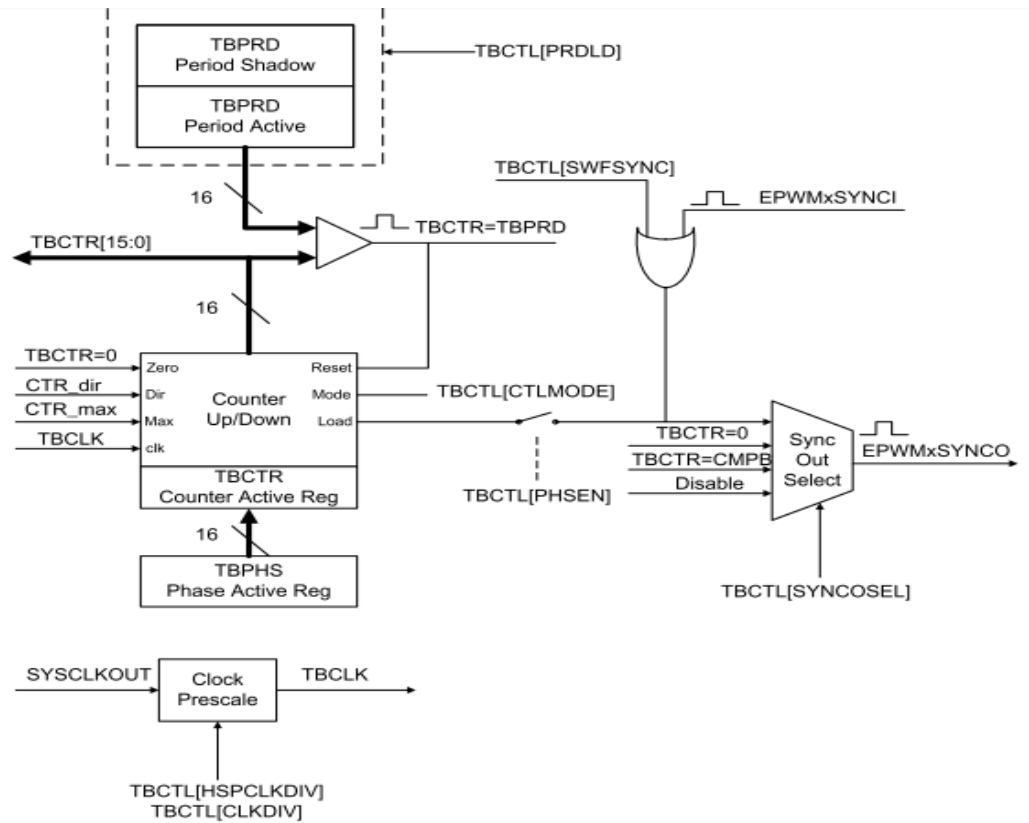 TBPRD
Period Shadow
TBCTL[PRDLD]
TBPRD
Period Active
TBCTL[SWFSYNC]
16
EPWMxSYNCI
TBCTR=TBPRD
TBCTR[15:0]
16
TBCTR=0
Zero
Reset
CTR_dir
Dir
Counter
Up/Down
Mode
TBCTL[CTLMODE]
CTR_max
Max
Load
TBCLK
clk
TBCTR=0
TBCTR=CMPB
Disable
Sync
Out
Select
EPWMxSYNCO
TBCTR
Counter Active Reg
TBCTL[PHSEN]
16
TBPHS
Phase Active Reg
TBCTL[SYNCOSEL]
SYSCLKOUT
Clock
Prescale
TBCLK
TBCTL[HSPCLKDIV]
TBCTL[CLKDIV]